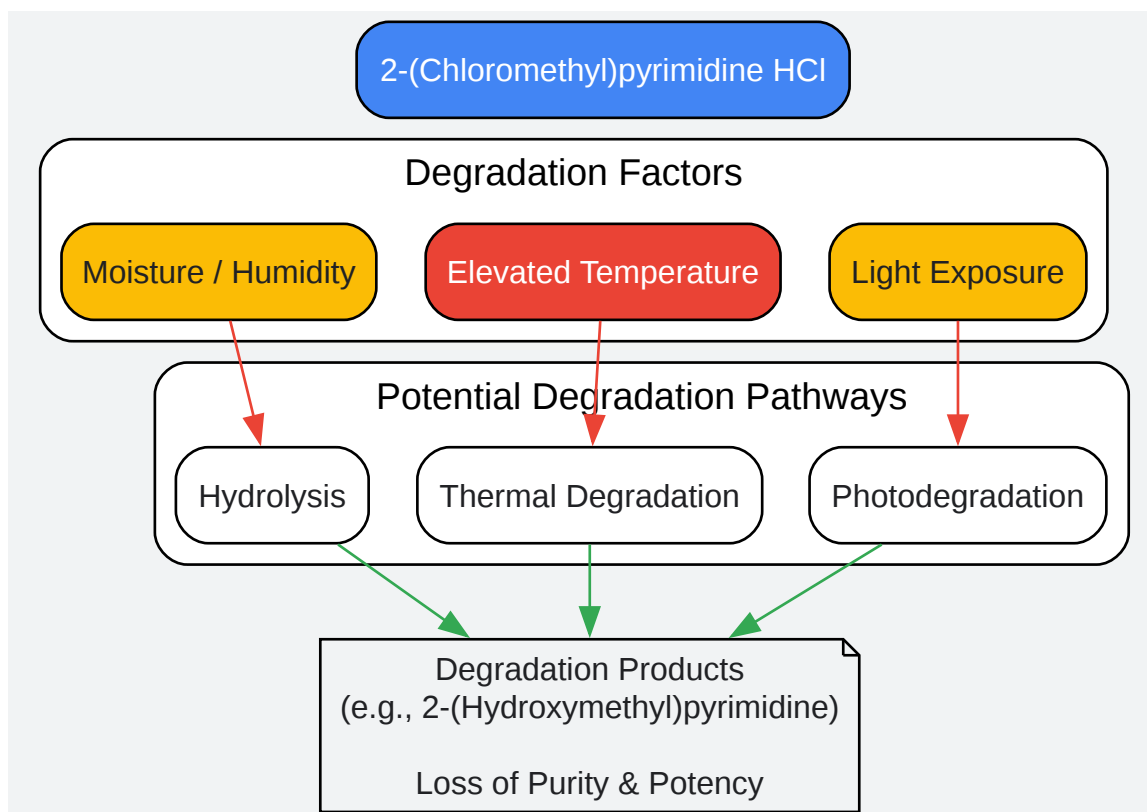 2-(Chloromethyl)pyrimidine HCl
Degradation Factors
Moisture / Humidity
Elevated Temperature
Light Exposure
Potential Degradation Pathways
Hydrolysis
Thermal Degradation
Photodegradation
Degradation Products
(e.g., 2-(Hydroxymethyl)pyrimidine)
Loss of Purity & Potency